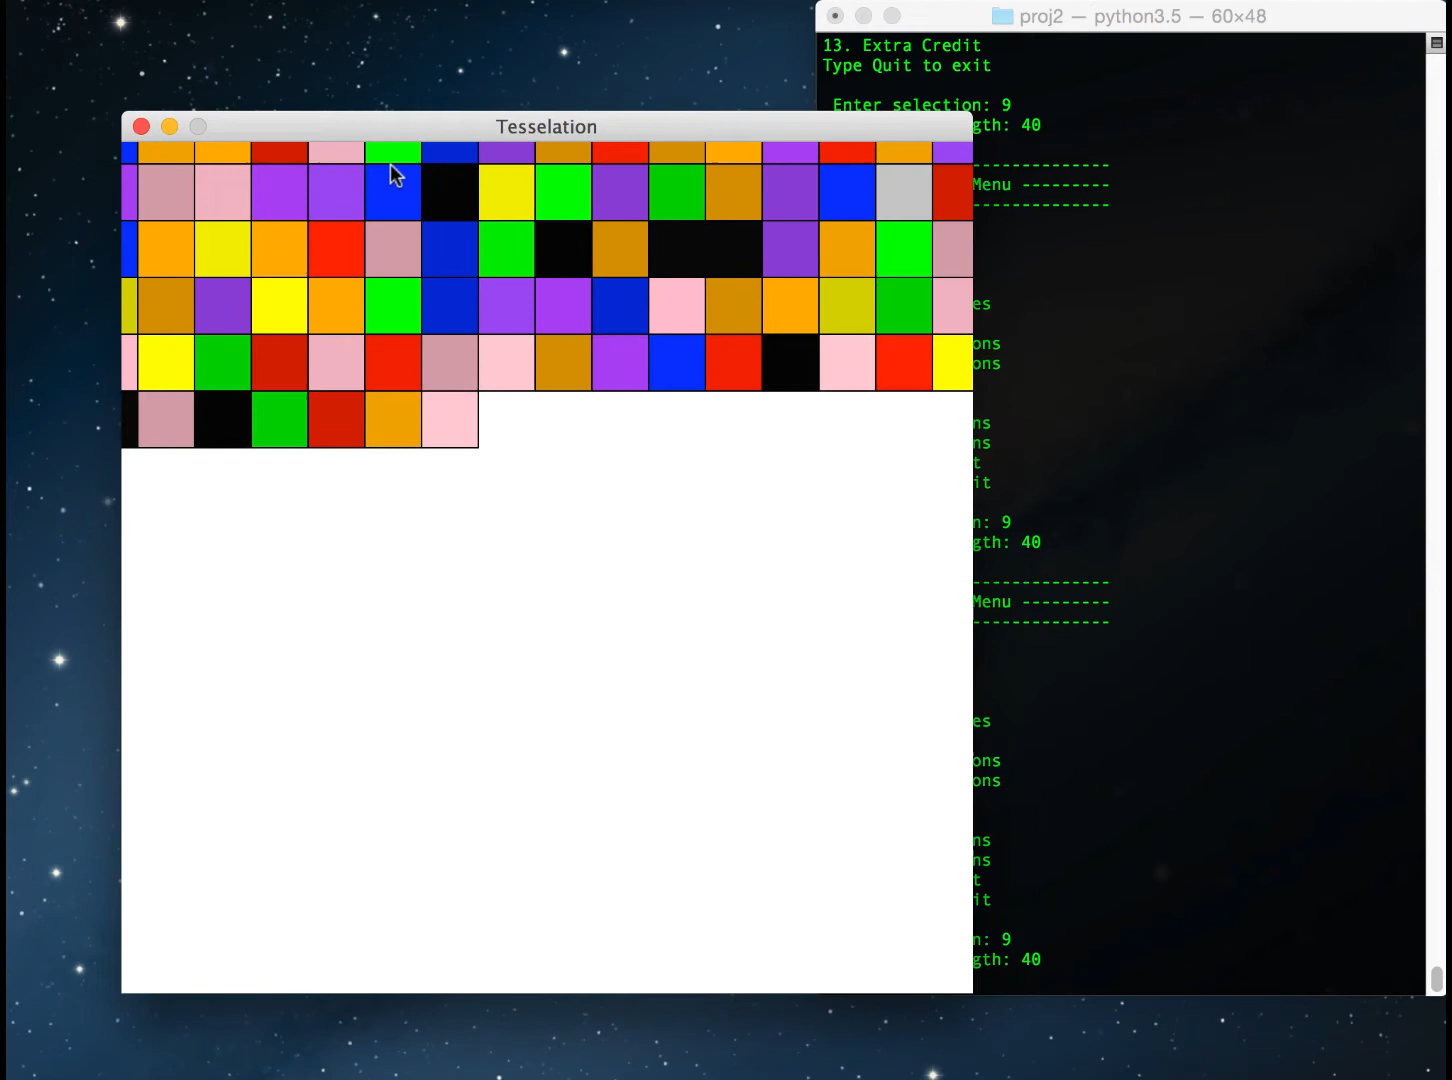 Tesselation
proj2 — python3.5 — 60×48
13. Extra Credit
Type Quit to exit
Enter selection: 9
gth: 40
--------------
Menu ---------
--------------
es
ons
ons
ns
ns
t
it
n: 9
gth: 40
--------------
Menu ---------
--------------
es
ons
ons
ns
ns
t
it
n: 9
gth: 40